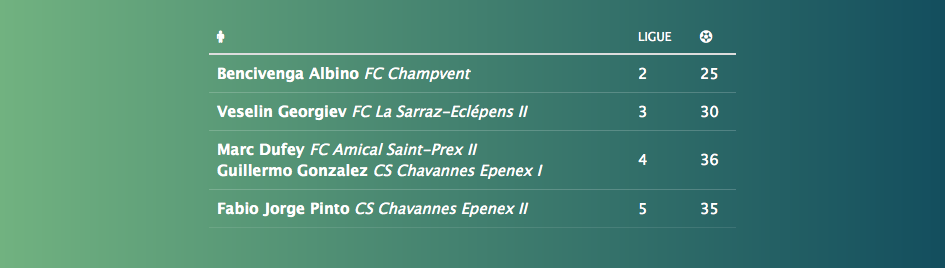 LIGUE
Bencivenga Albino FC Champvent 2 25
Veselin Georgiev FC La Sarraz-Eclépens II 3 30
Marc Dufey FC Amical Saint-Prex II
Guillermo Gonzalez CS Chavannes Epenex I 4 36
Fabio Jorge Pinto CS Chavannes Epenex II 5 35